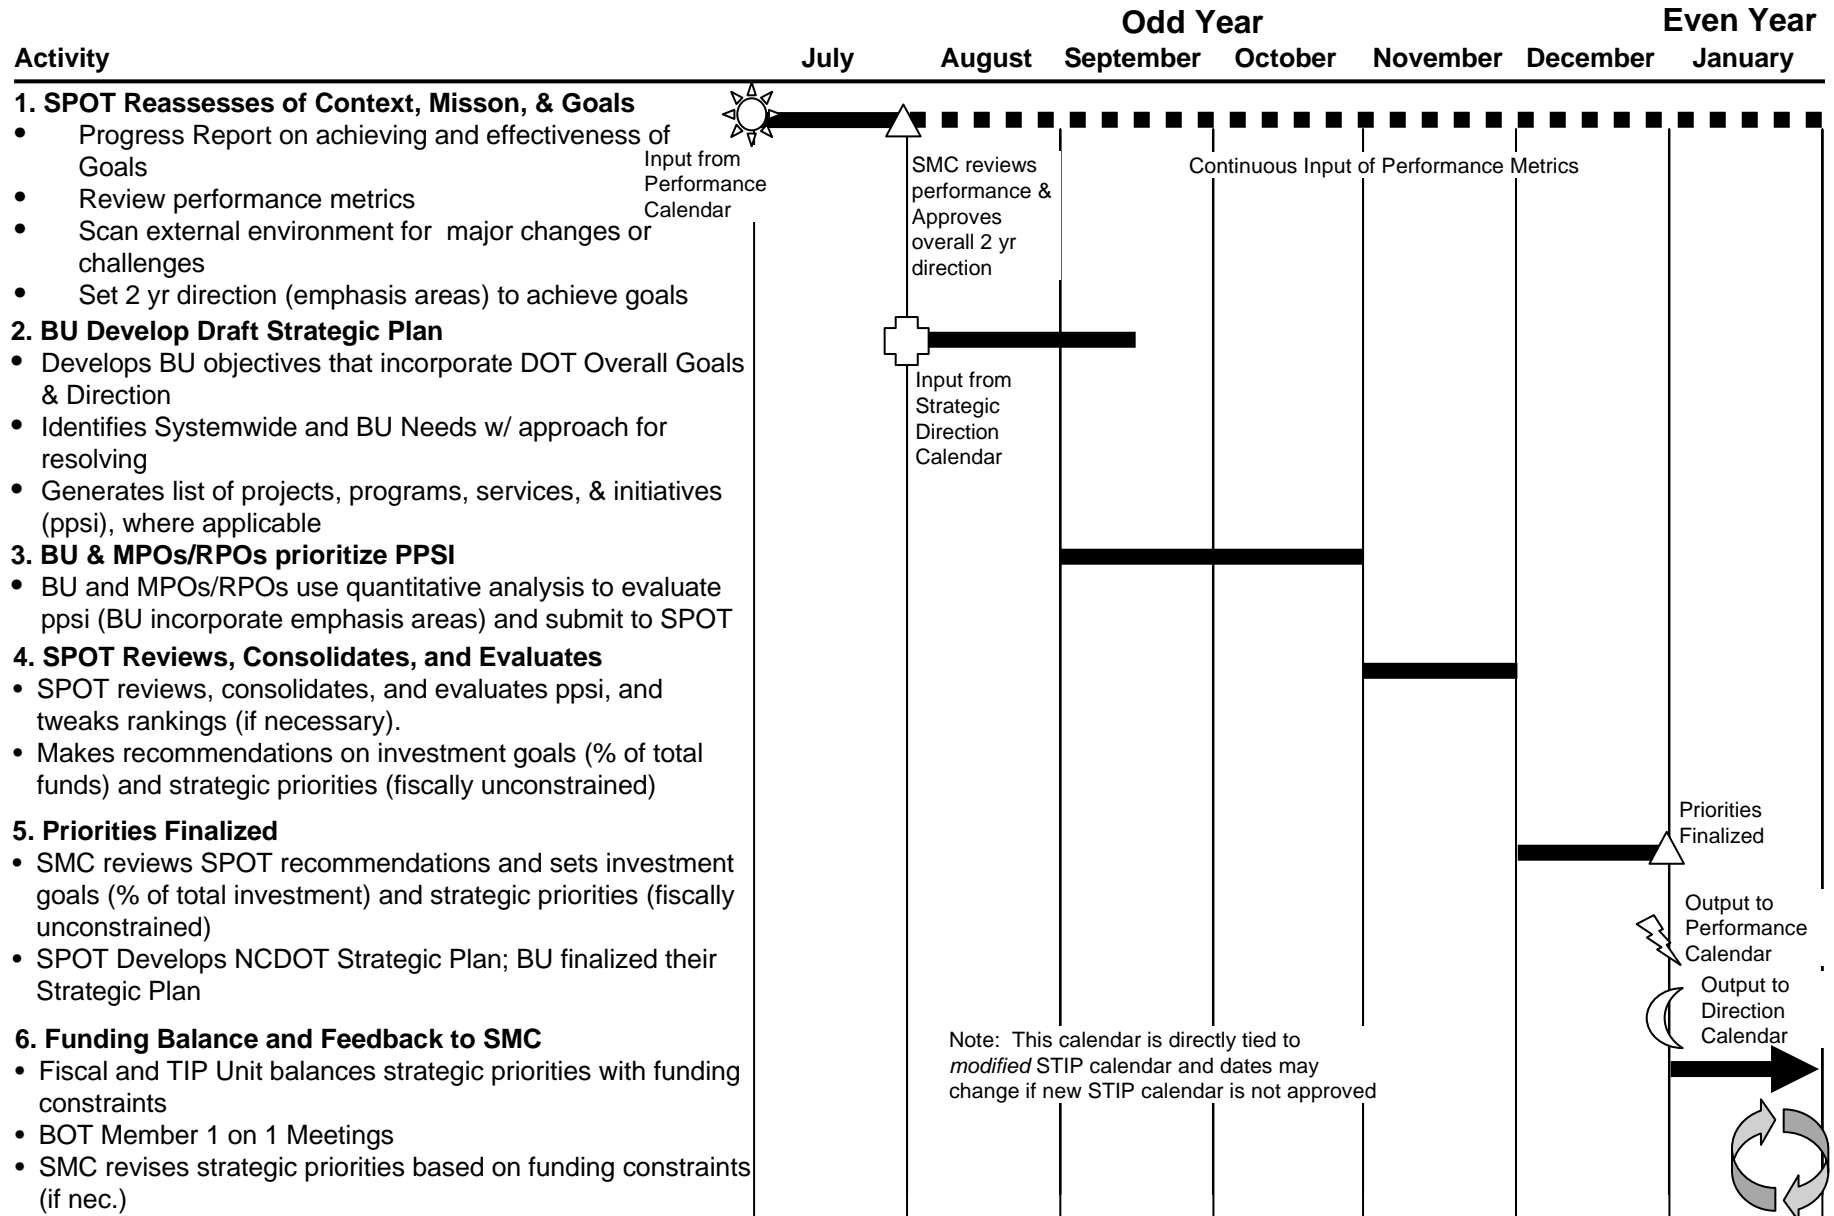 Odd Year
Even Year
Activity July August September October November December January
1. SPOT Reassesses of Context, Misson, & Goals
• Progress Report on achieving and effectiveness of
Goals
• Review performance metrics
• Scan external environment for major changes or
challenges
• Set 2 yr direction (emphasis areas) to achieve goals
Input from
Performance
Calendar
SMC reviews
performance &
Approves
overall 2 yr
direction
Continuous Input of Performance Metrics
2. BU Develop Draft Strategic Plan
• Develops BU objectives that incorporate DOT Overall Goals
& Direction
• Identifies Systemwide and BU Needs w/ approach for
resolving
• Generates list of projects, programs, services, & initiatives
(ppsi), where applicable
Input from
Strategic
Direction
Calendar
3. BU & MPOs/RPOs prioritize PPSI
• BU and MPOs/RPOs use quantitative analysis to evaluate
ppsi (BU incorporate emphasis areas) and submit to SPOT
4. SPOT Reviews, Consolidates, and Evaluates
• SPOT reviews, consolidates, and evaluates ppsi, and
tweaks rankings (if necessary).
• Makes recommendations on investment goals (% of total
funds) and strategic priorities (fiscally unconstrained)
5. Priorities Finalized
• SMC reviews SPOT recommendations and sets investment
goals (% of total investment) and strategic priorities (fiscally
unconstrained)
• SPOT Develops NCDOT Strategic Plan; BU finalized their
Strategic Plan
Priorities
Finalized
Output to
Performance
Calendar
Output to
Direction
Calendar
6. Funding Balance and Feedback to SMC
• Fiscal and TIP Unit balances strategic priorities with funding
constraints
• BOT Member 1 on 1 Meetings
• SMC revises strategic priorities based on funding constraints
(if nec.)
Note: This calendar is directly tied to
modified STIP calendar and dates may
change if new STIP calendar is not approved